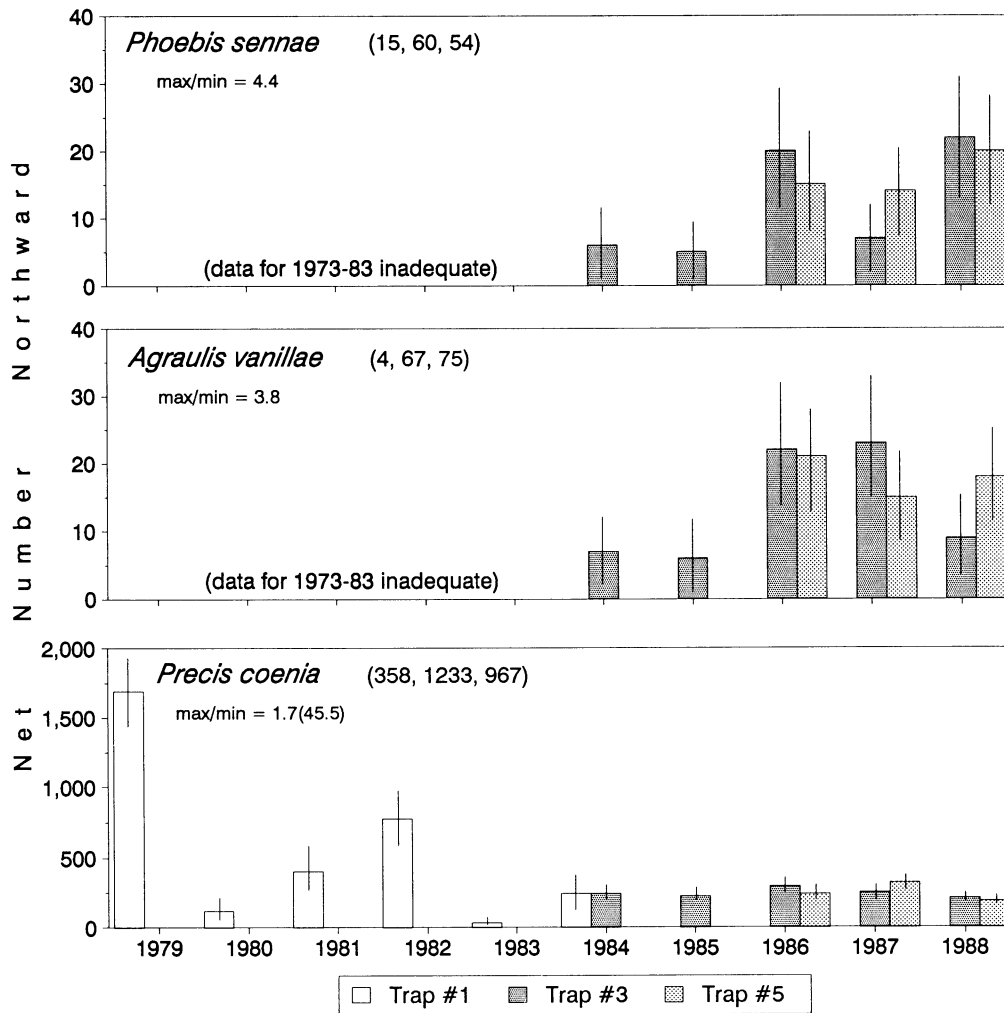 Net Number Northward
40
Phoebis sennae (15, 60, 54)
max/min = 4.4
30
20
10
(data for 1973-83 inadequate)
0
40
Agraulis vanillae (4, 67, 75)
max/min = 3.8
30
20
10
(data for 1973-83 inadequate)
0
2,000
Precis coenia (358, 1233, 967)
max/min = 1.7(45.5)
1,500
1,000
500
0
1979 1980 1981 1982 1983 1984 1985 1986 1987 1988
Trap #1 Trap #3 Trap #5